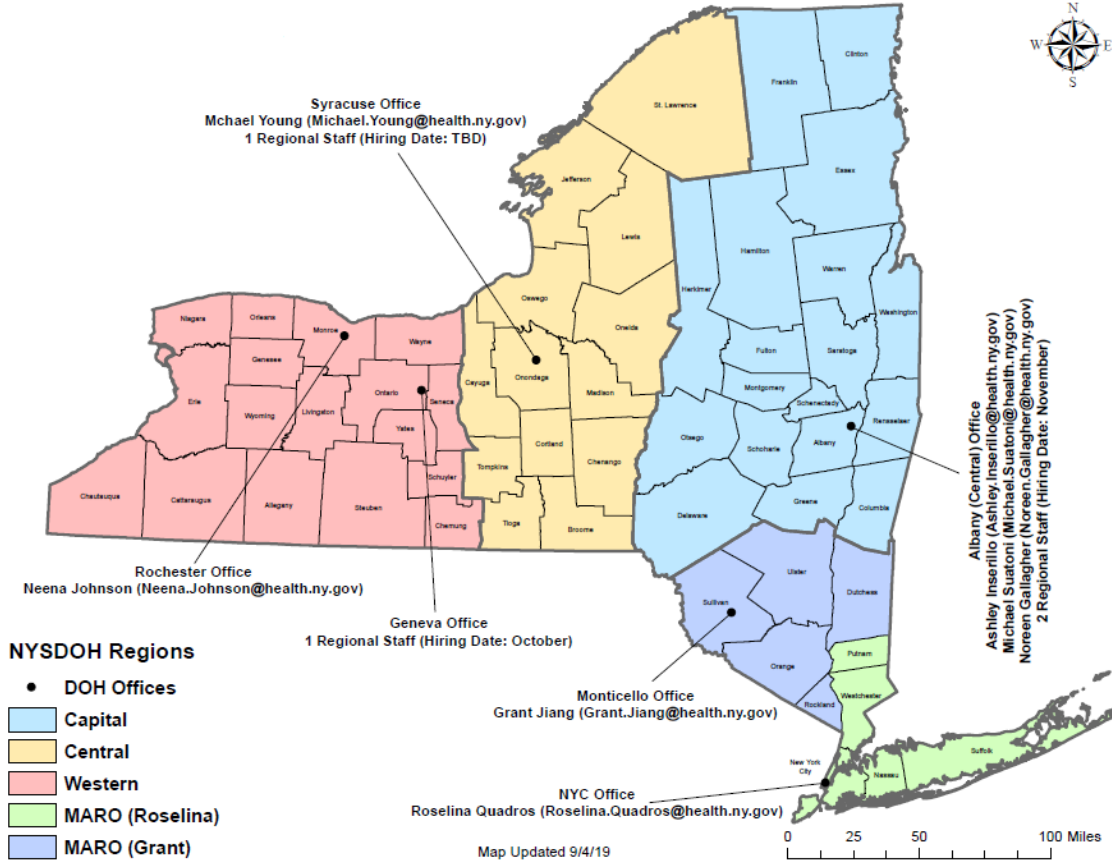 N
W E
S
Clinton
Franklin
St. Lawrence
Syracuse Office
Mchael Young (Michael.Young@health.ny.gov)
1 Regional Staff (Hiring Date: TBD)
Essex
Jefferson
Lewis
Hamilton
Herkimer
Warren
Washington
Oswego
Oneida
Niagara
Orleans
Monroe
Wayne
Fulton
Saratoga
Genesee
Cayuga
Onondaga
Madison
Montgomery
Schenectady
Erie
Wyoming
Livingston
Ontario
Seneca
Yates
Cortland
Chenango
Otsego
Schoharie
Albany
Rensselaer
Tompkins
Schuyler
Chautauqua
Cattaraugus
Allegany
Steuben
Chemung
Tioga
Broome
Delaware
Greene
Columbia
Albany (Central) Office
Ashley Inserillo (Ashley.Inserillo@health.ny.gov)
Michael Suatoni (Michael.Suatoni@health.ny.gov)
Noreen Gallagher (Noreen.Gallagher@health.ny.gov)
2 Regional Staff (Hiring Date: November)
Rochester Office
Neena Johnson (Neena.Johnson@health.ny.gov)
Ulster
Sullivan
Dutchess
Geneva Office
1 Regional Staff (Hiring Date: October)
Orange
Putnam
Rockland
Westchester
Monticello Office
Grant Jiang (Grant.Jiang@health.ny.gov)
New York
City
Nassau
Suffolk
NYC Office
Roselina Quadros (Roselina.Quadros@health.ny.gov)
NYSDOH Regions
DOH Offices
Capital
Central
Western
MARO (Roselina)
MARO (Grant)
Map Updated 9/4/19
0 25 50 100 Miles